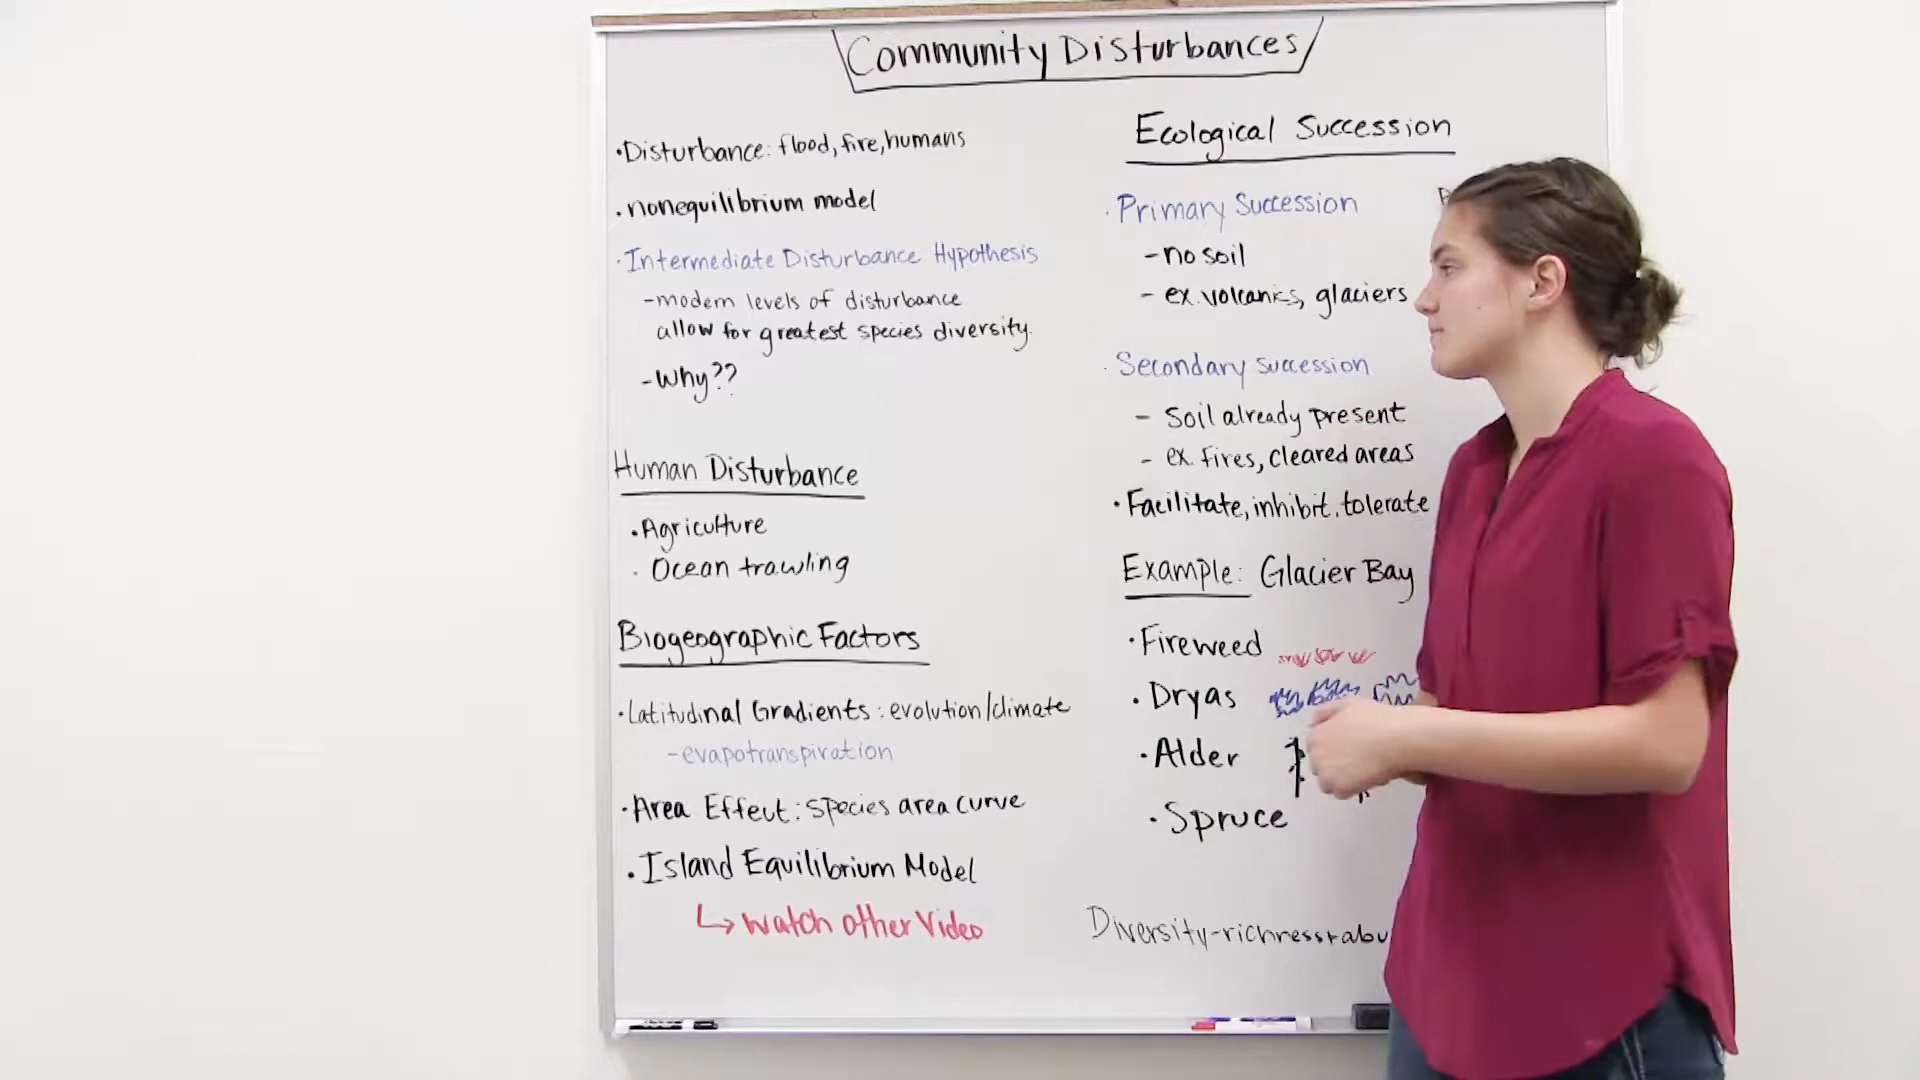 Community Disturbances
•Disturbance: flood, fire, humans
•nonequilibrium model
•Intermediate Disturbance Hypothesis
-modern levels of disturbance
allow for greatest species diversity.
-Why??
Human Disturbance
•Agriculture
•Ocean trawling
Biogeographic Factors
•Latitudinal Gradients: evolution/climate
-evapotranspiration
•Area Effect: species area curve
•Island Equilibrium Model
↳ Watch other Video
Ecological Succession
•Primary Succession
-no soil
-ex. volcanics, glaciers
•Secondary Succession
- Soil already present
- ex. fires, cleared areas
•Facilitate, inhibit, tolerate
Example: Glacier Bay
•Fireweed
•Dryas
•Alder
•Spruce
Diversity-richness+abu